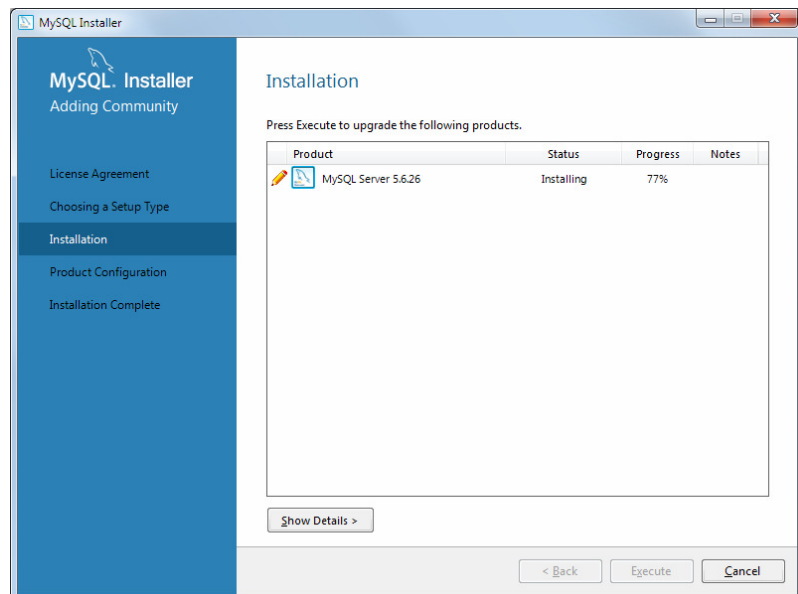 MySQL Installer
MySQL. Installer
Adding Community
License Agreement
Choosing a Setup Type
Installation
Product Configuration
Installation Complete
Installation
Press Execute to upgrade the following products.
Product Status Progress Notes
MySQL Server 5.6.26 Installing 77%
Show Details >
< Back Execute Cancel